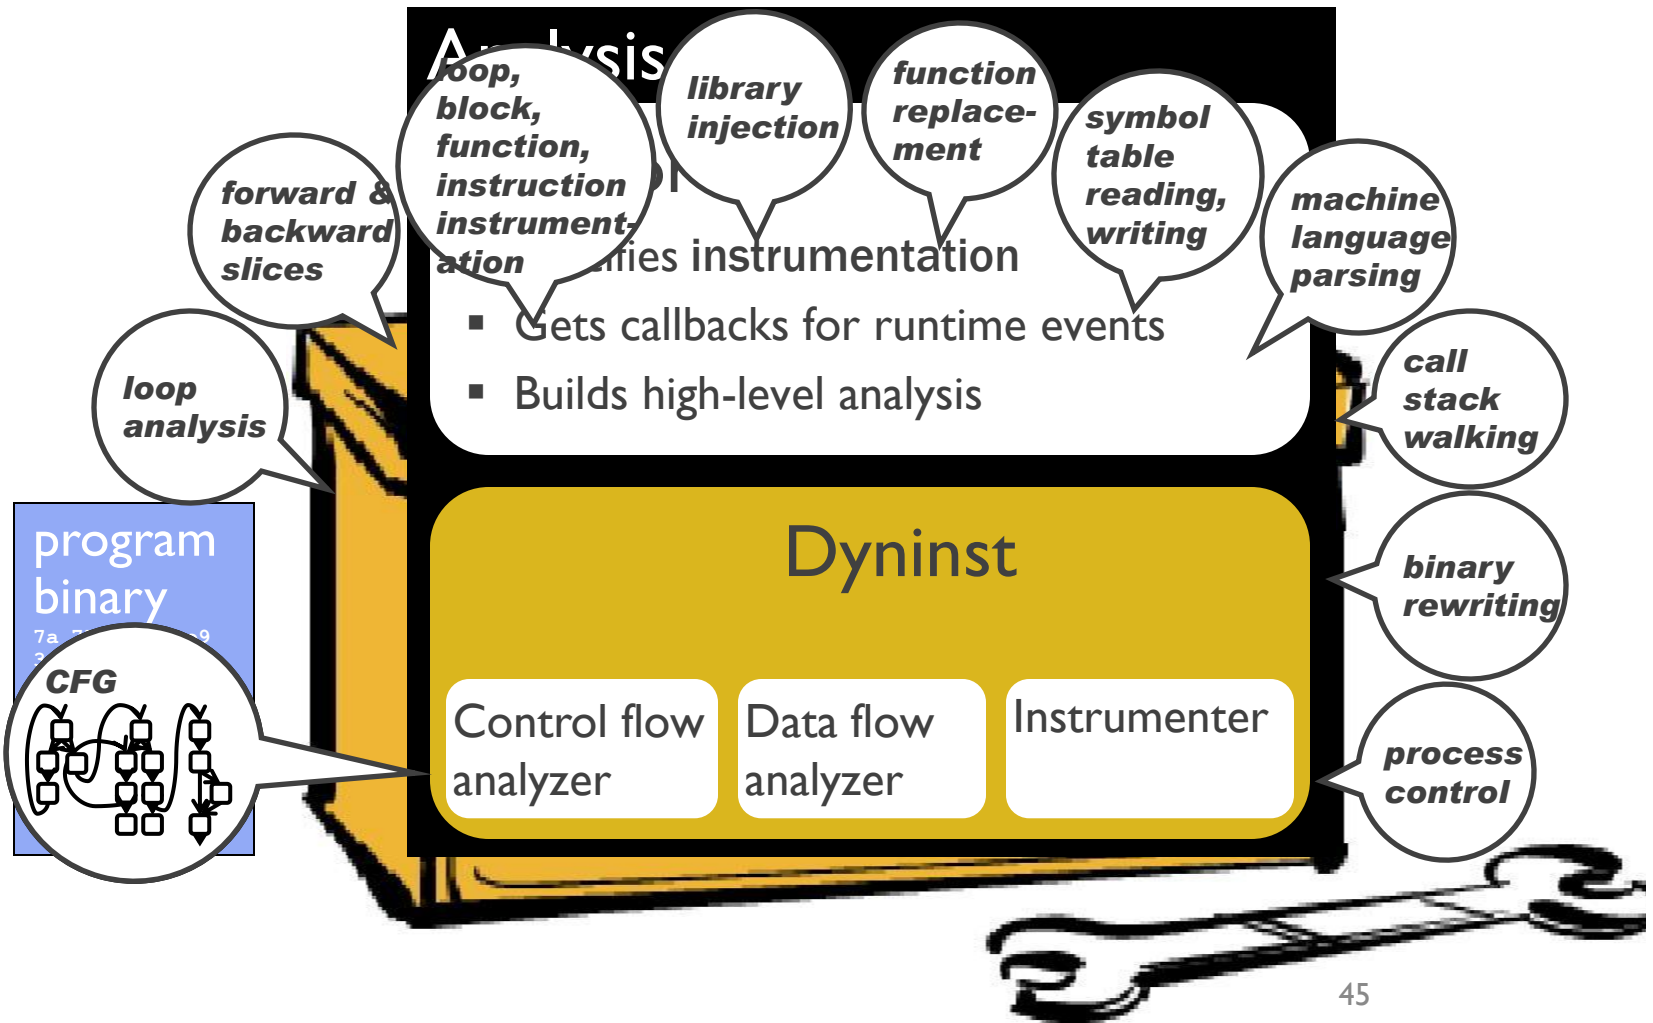 loop,
block,
function,
instruction
instrument-
ation
library
injection
function
replace-
ment
symbol
table
reading,
writing
machine
language
parsing
forward &
backward
slices
loop
analysis
instrumentation
Gets callbacks for runtime events
Builds high-level analysis
call
stack
walking
program
binary
7a
CFG
Dyninst
Control flow
analyzer
Data flow
analyzer
Instrumenter
binary
rewriting
process
control
45